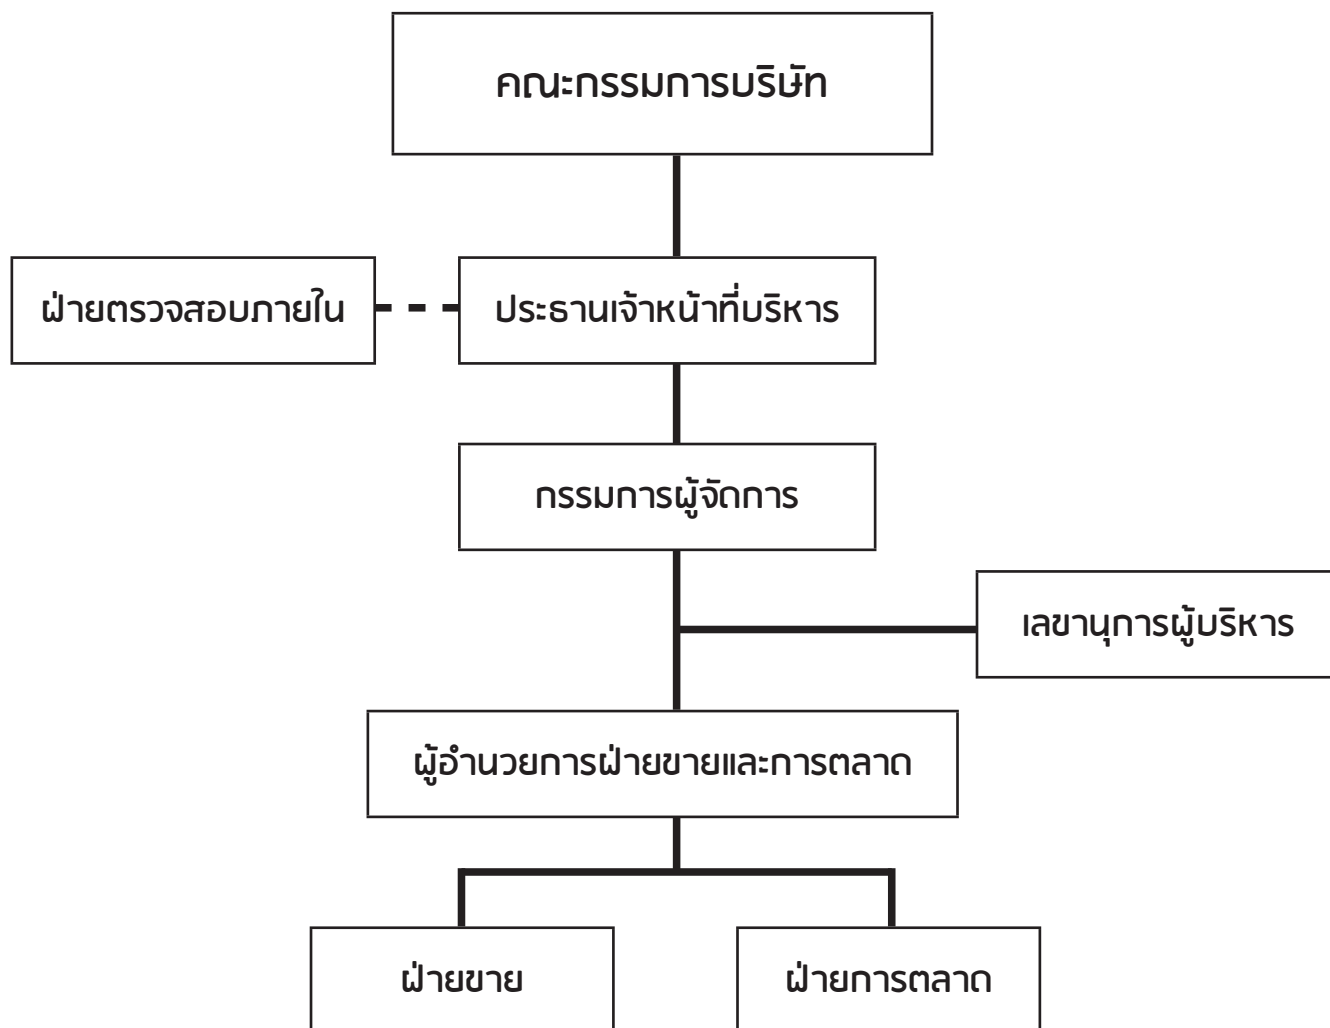 คณะกรรมการบริษัท
ฝ่ายตรวจสอบภายใน
ประธานเจ้าหน้าที่บริหาร
กรรมการผู้จัดการ
เลขานุการผู้บริหาร
ผู้อำนวยการฝ่ายขายและการตลาด
ฝ่ายขาย
ฝ่ายการตลาด